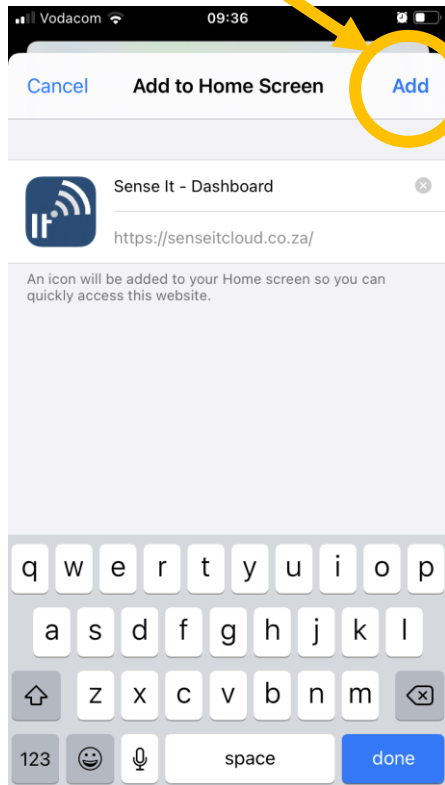 Vodacom 09:36
Cancel Add to Home Screen Add
It
Sense It - Dashboard
https://senseitcloud.co.za/
An icon will be added to your Home screen so you can
quickly access this website.
q w e r t y u i o p
a s d f g h j k l
z x c v b n m
123 space done